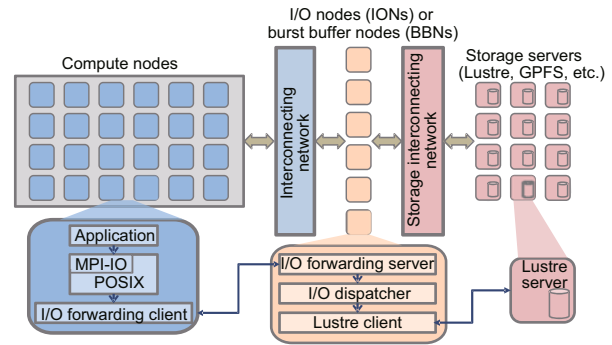 I/O nodes (IONs) or
burst buffer nodes (BBNs)
Compute nodes
Storage servers
(Lustre, GPFS, etc.)
Interconnecting
network
Storage interconnecting
network
Application
MPI-IO
POSIX
I/O forwarding client
I/O forwarding server
I/O dispatcher
Lustre client
Lustre
server